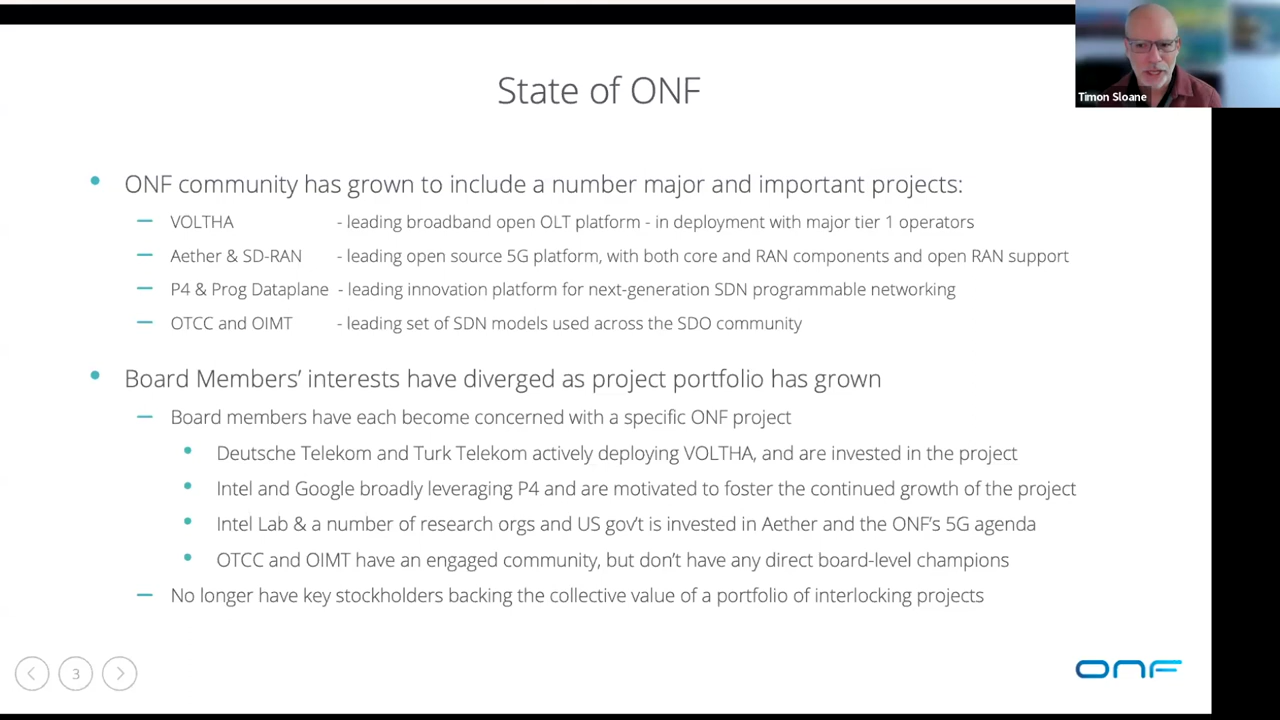 State of ONF
Timon Sloane
• ONF community has grown to include a number major and important projects:
— VOLTHA - leading broadband open OLT platform - in deployment with major tier 1 operators
— Aether & SD-RAN - leading open source 5G platform, with both core and RAN components and open RAN support
— P4 & Prog Dataplane - leading innovation platform for next-generation SDN programmable networking
— OTCC and OIMT - leading set of SDN models used across the SDO community
• Board Members’ interests have diverged as project portfolio has grown
— Board members have each become concerned with a specific ONF project
• Deutsche Telekom and Turk Telekom actively deploying VOLTHA, and are invested in the project
• Intel and Google broadly leveraging P4 and are motivated to foster the continued growth of the project
• Intel Lab & a number of research orgs and US gov’t is invested in Aether and the ONF’s 5G agenda
• OTCC and OIMT have an engaged community, but don’t have any direct board-level champions
— No longer have key stockholders backing the collective value of a portfolio of interlocking projects
3
ONF